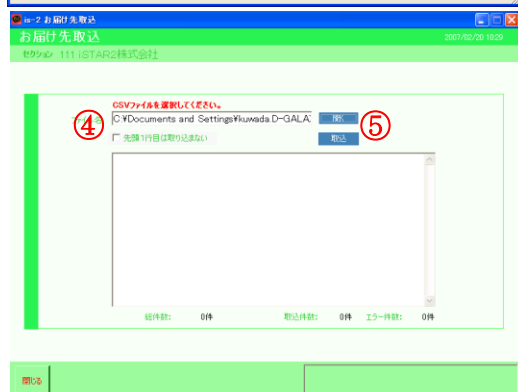 is-2 お届け先取込
お届け先取込 2007/02/20 18:29
セクション 111 iSTAR2株式会社
CSVファイルを選択してください。
④ C:¥Documents and Settings¥kuwada.D-GALA ⑤
先頭1行目は取り込まない 取込
総件数: 0件 取込件数: 0件 エラー件数: 0件
閉じる